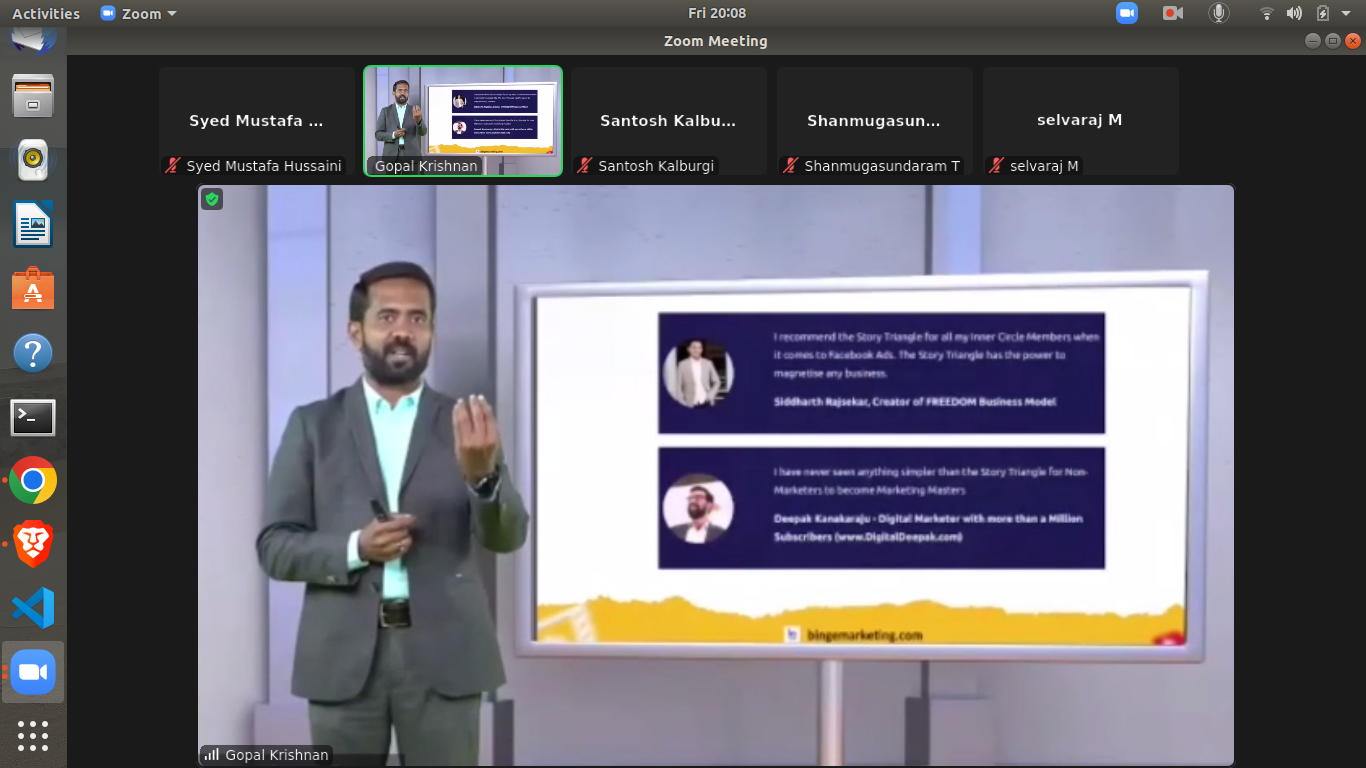 Activities
Zoom
Fri 20:08
Zoom Meeting
Syed Mustafa ...
Santosh Kalbu...
Shanmugasun...
selvaraj M
Syed Mustafa Hussaini
Gopal Krishnan
Santosh Kalburgi
Shanmugasundaram T
selvaraj M
I recommend the Story Triangle for all my Inner Circle Members when
it comes to Facebook Ads. The Story Triangle has the power to
magnetise any business.
Siddharth Rajsekar, Creator of FREEDOM Business Model
I have never seen anything simpler than the Story Triangle for Non-
Marketers to become Marketing Masters
Deepak Kanakaraju - Digital Marketer with more than a Million
Subscribers (www.DigitalDeepak.com)
bingemarketing.com
Gopal Krishnan